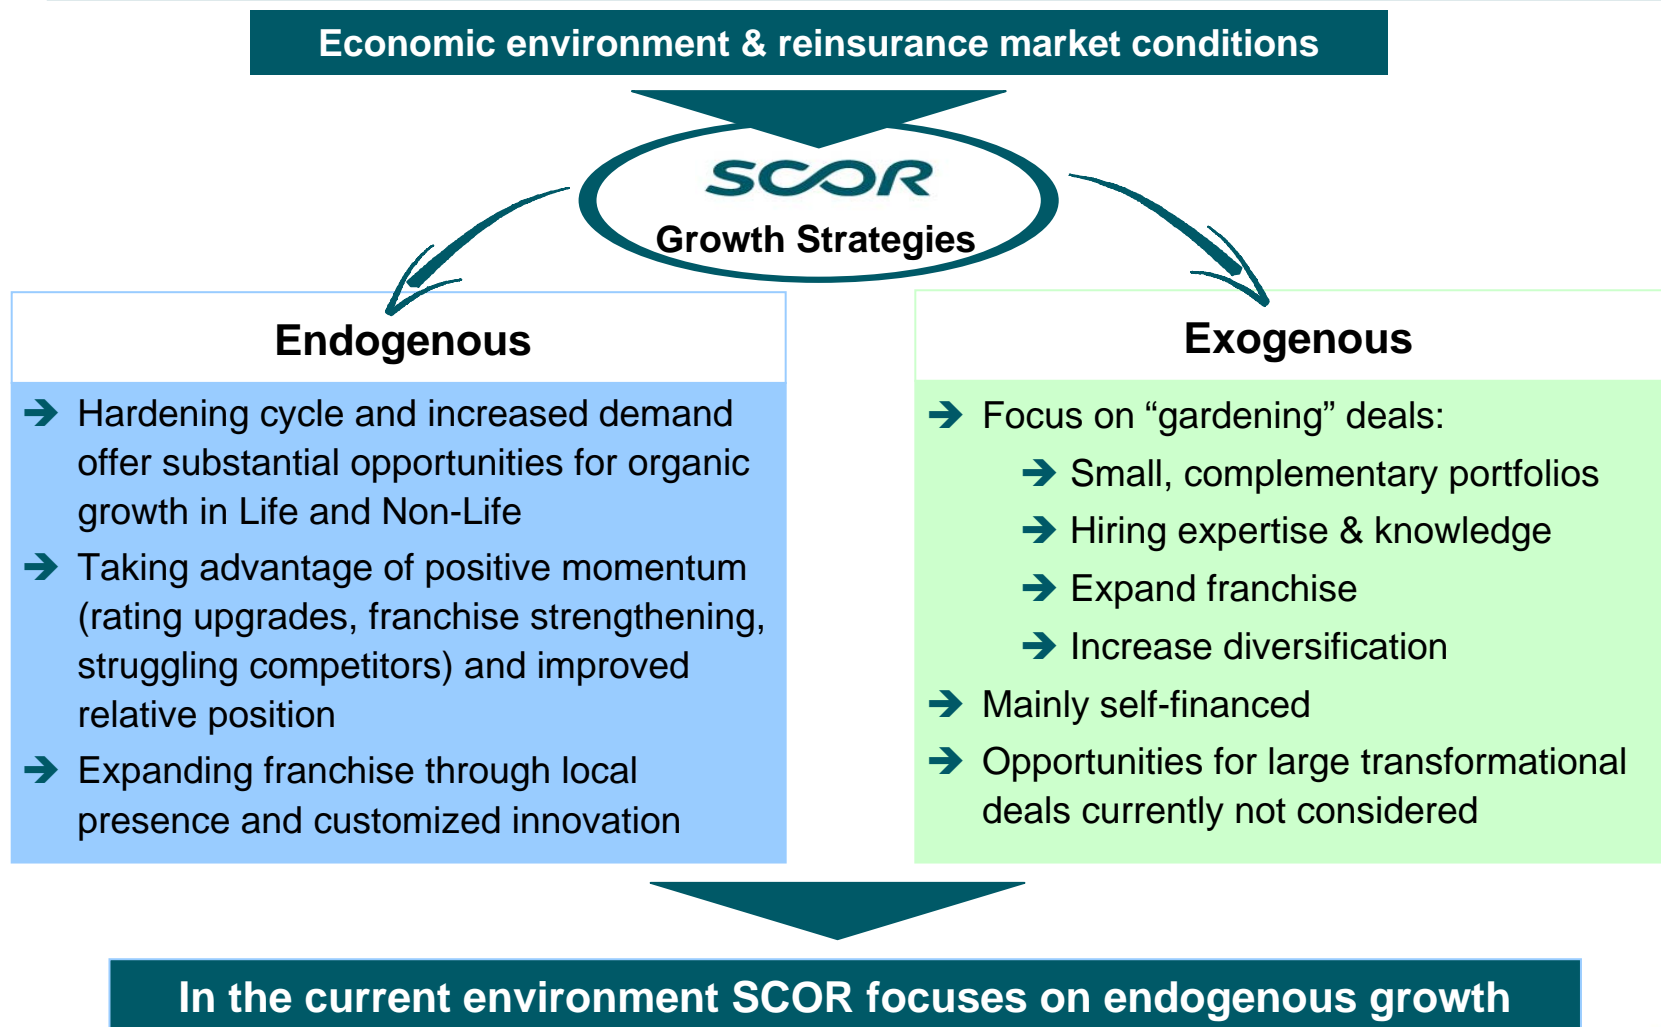 Economic environment & reinsurance market conditions
SCOR
Growth Strategies
Endogenous
Hardening cycle and increased demand
offer substantial opportunities for organic
growth in Life and Non-Life
Taking advantage of positive momentum
(rating upgrades, franchise strengthening,
struggling competitors) and improved
relative position
Expanding franchise through local
presence and customized innovation
Exogenous
Focus on “gardening” deals:
Small, complementary portfolios
Hiring expertise & knowledge
Expand franchise
Increase diversification
Mainly self-financed
Opportunities for large transformational
deals currently not considered
In the current environment SCOR focuses on endogenous growth